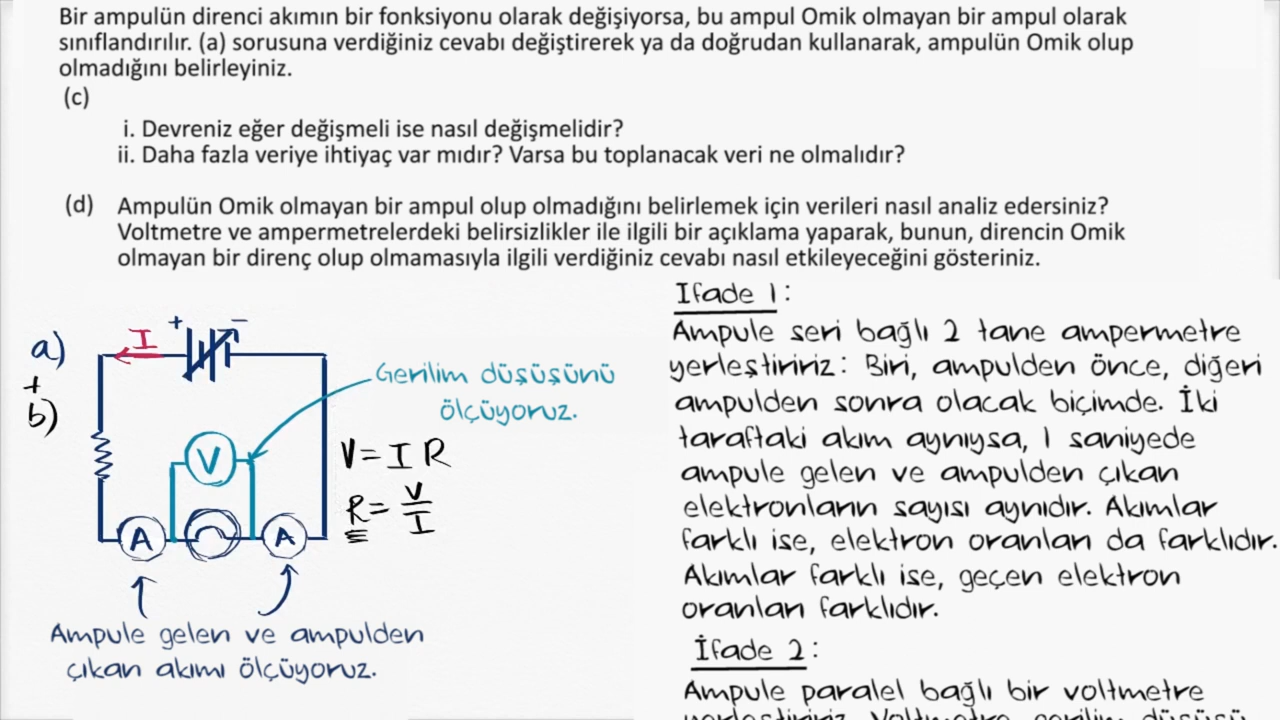 Bir ampulün direnci akımın bir fonksiyonu olarak değişiyorsa, bu ampul Omik olmayan bir ampul olarak
sınıflandırılır. (a) sorusuna verdiğiniz cevabı değiştirerek ya da doğrudan kullanarak, ampulün Omik olup
olmadığını belirleyiniz.
(c)
i. Devreniz eğer değişmeli ise nasıl değişmelidir?
ii. Daha fazla veriye ihtiyaç var mıdır? Varsa bu toplanacak veri ne olmalıdır?
(d) Ampulün Omik olmayan bir ampul olup olmadığını belirlemek için verileri nasıl analiz edersiniz?
Voltmetre ve ampermetrelerdeki belirsizlikler ile ilgili bir açıklama yaparak, bunun, direncin Omik
olmayan bir direnç olup olmamasıyla ilgili verdiğiniz cevabı nasıl etkileyeceğini gösteriniz.
a)
+
b)
I
+ -
V
A
A
Gerilim düşüşünü
ölçüyoruz.
V = I R
R = V/I
Ampule gelen ve ampulden
çıkan akımı ölçüyoruz.
Ifade 1:
Ampule seri bağlı 2 tane ampermetre
yerleştiririz: Biri, ampulden önce, diğeri
ampulden sonra olacak biçimde. İki
taraftaki akım aynıysa, 1 saniyede
ampule gelen ve ampulden çıkan
elektronların sayısı aynıdır. Akımlar
farklı ise, elektron oranları da farklıdır.
Akımlar farklı ise, geçen elektron
oranları farklıdır.
İfade 2:
Ampule paralel bağlı bir voltmetre
yerleştiririz. Voltmetre, gerilim düşüşü